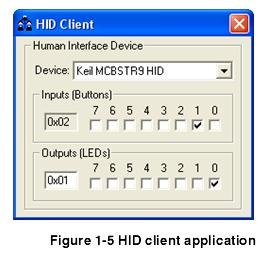 HID Client
Human Interface Device
Device: Keil MCBSTR9 HID
Inputs (Buttons)
7 6 5 4 3 2 1 0
0x02
Outputs (LEDs)
7 6 5 4 3 2 1 0
0x01
Figure 1-5 HID client application